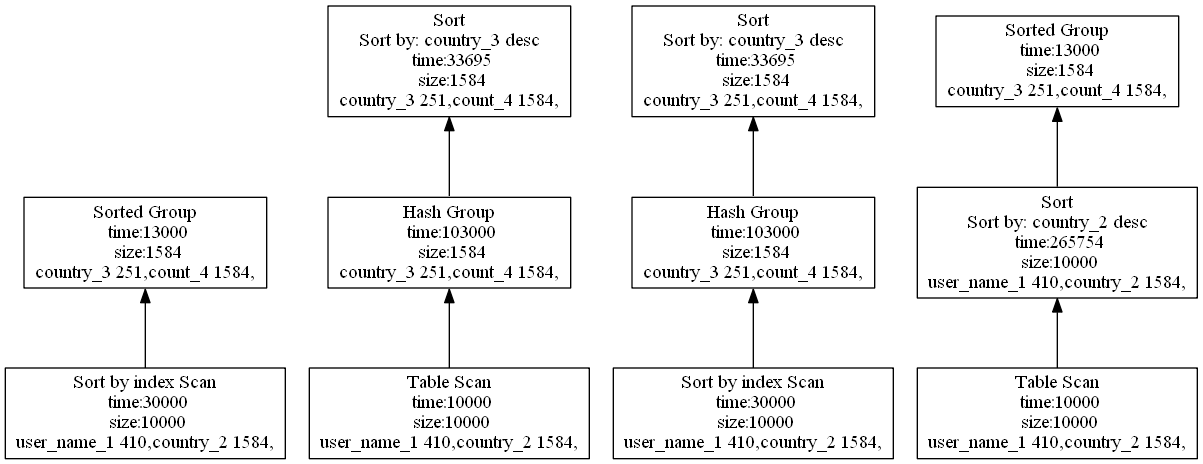 Sorted Group
time:13000
size:1584
country_3 251,count_4 1584,
Sort by index Scan
time:30000
size:10000
user_name_1 410,country_2 1584,
Sort
Sort by: country_3 desc
time:33695
size:1584
country_3 251,count_4 1584,
Hash Group
time:103000
size:1584
country_3 251,count_4 1584,
Table Scan
time:10000
size:10000
user_name_1 410,country_2 1584,
Sort
Sort by: country_3 desc
time:33695
size:1584
country_3 251,count_4 1584,
Hash Group
time:103000
size:1584
country_3 251,count_4 1584,
Sort by index Scan
time:30000
size:10000
user_name_1 410,country_2 1584,
Sorted Group
time:13000
size:1584
country_3 251,count_4 1584,
Sort
Sort by: country_2 desc
time:265754
size:10000
user_name_1 410,country_2 1584,
Table Scan
time:10000
size:10000
user_name_1 410,country_2 1584,